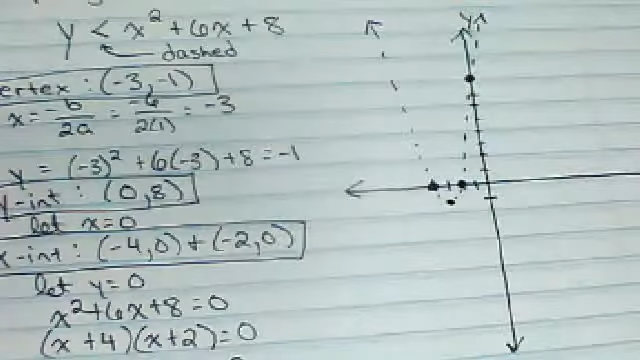 y < x² + 6x + 8
dashed
ertex : (-3, -1)
x = -b/2a = -6/2(1) = -3
y = (-3)² + 6(-3) + 8 = -1
y-int : (0,8)
let x = 0
x-int : (-4,0) + (-2,0)
let y = 0
x² + 6x + 8 = 0
(x + 4)(x + 2) = 0
y